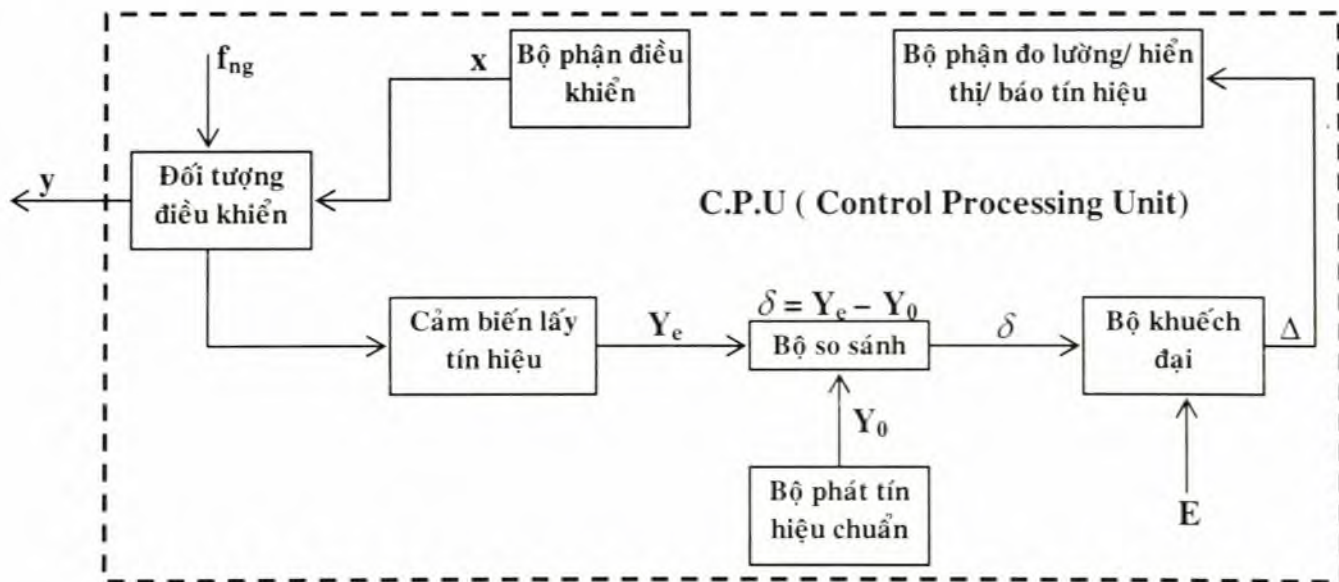 f_ng
x
Bộ phận điều
khiển
Bộ phận đo lường/ hiển
thị/ báo tín hiệu
y
Đối tượng
điều khiển
C.P.U ( Control Processing Unit)
Cảm biến lấy
tín hiệu
Y_e
δ = Y_e – Y_0
Bộ so sánh
δ
Bộ khuếch
đại
Δ
Y_0
Bộ phát tín
hiệu chuẩn
E